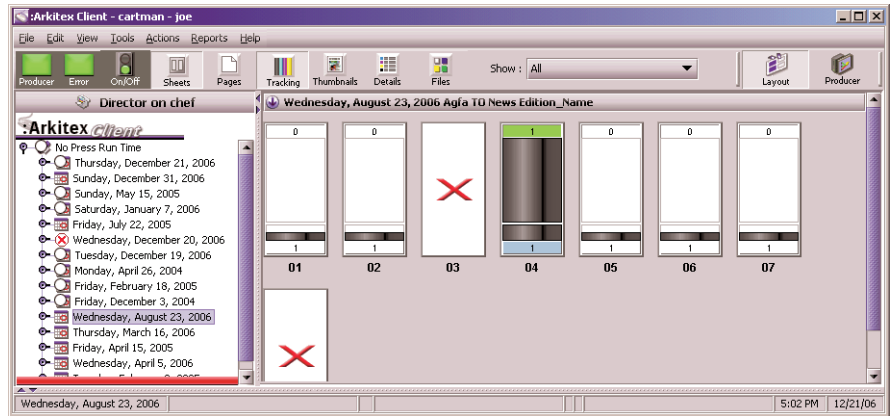 :Arkitex Client - cartman - joe
File Edit View Tools Actions Reports Help
Producer Error On/Off Sheets Pages Tracking Thumbnails Details Files Show : All Layout Producer
Director on chef
Wednesday, August 23, 2006 Agfa TO News Edition_Name
:Arkitex Client
No Press Run Time
Thursday, December 21, 2006
Sunday, December 31, 2006
Sunday, May 15, 2005
Saturday, January 7, 2006
Friday, July 22, 2005
Wednesday, December 20, 2006
Tuesday, December 19, 2006
Monday, April 26, 2004
Friday, February 18, 2005
Friday, December 3, 2004
Wednesday, August 23, 2006
Thursday, March 16, 2006
Friday, April 15, 2005
Wednesday, April 5, 2006
0 0 1 0 0 0
1 1 1 1 1 1
01 02 03 04 05 06 07
Wednesday, August 23, 2006 5:02 PM 12/21/06